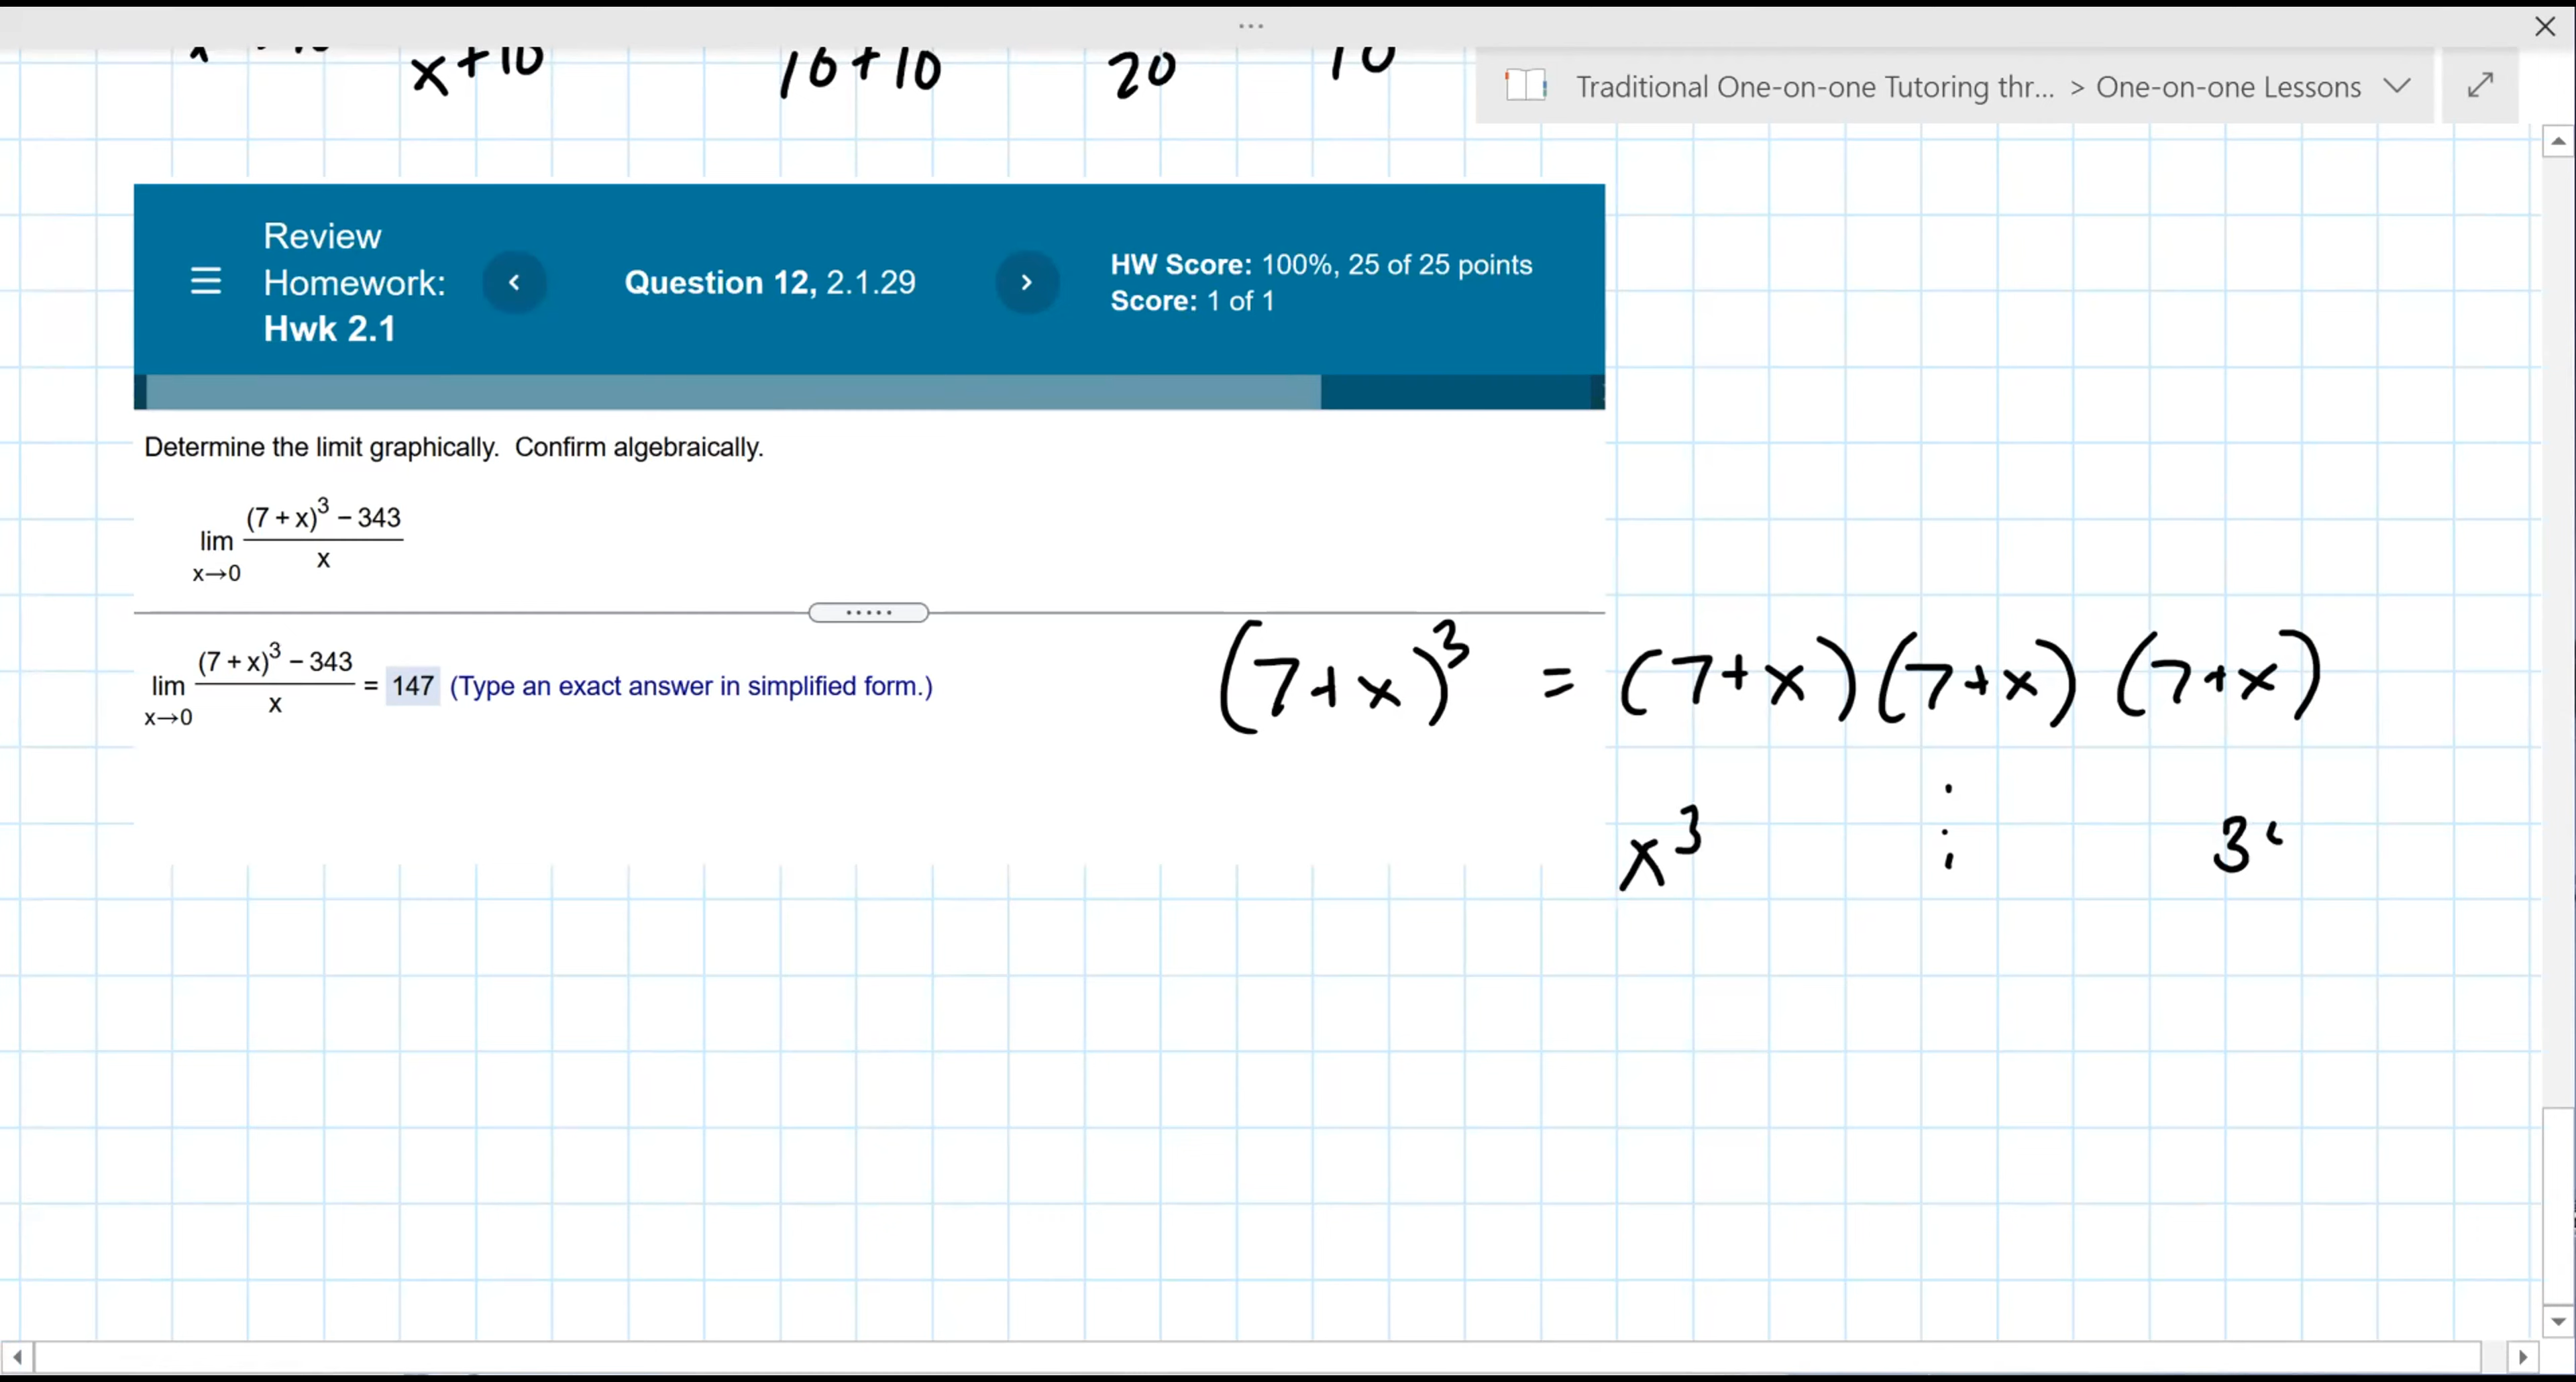 x+10 10+10 20 10
Traditional One-on-one Tutoring thr... > One-on-one Lessons
Review
Homework:
Hwk 2.1
Question 12, 2.1.29
HW Score: 100%, 25 of 25 points
Score: 1 of 1
Determine the limit graphically. Confirm algebraically.
lim x→0 ((7 + x)^3 − 343)/x
lim x→0 ((7 + x)^3 − 343)/x = 147 (Type an exact answer in simplified form.)
(7+x)^3 = (7+x)(7+x)(7+x)
x^3 ⋮ 3